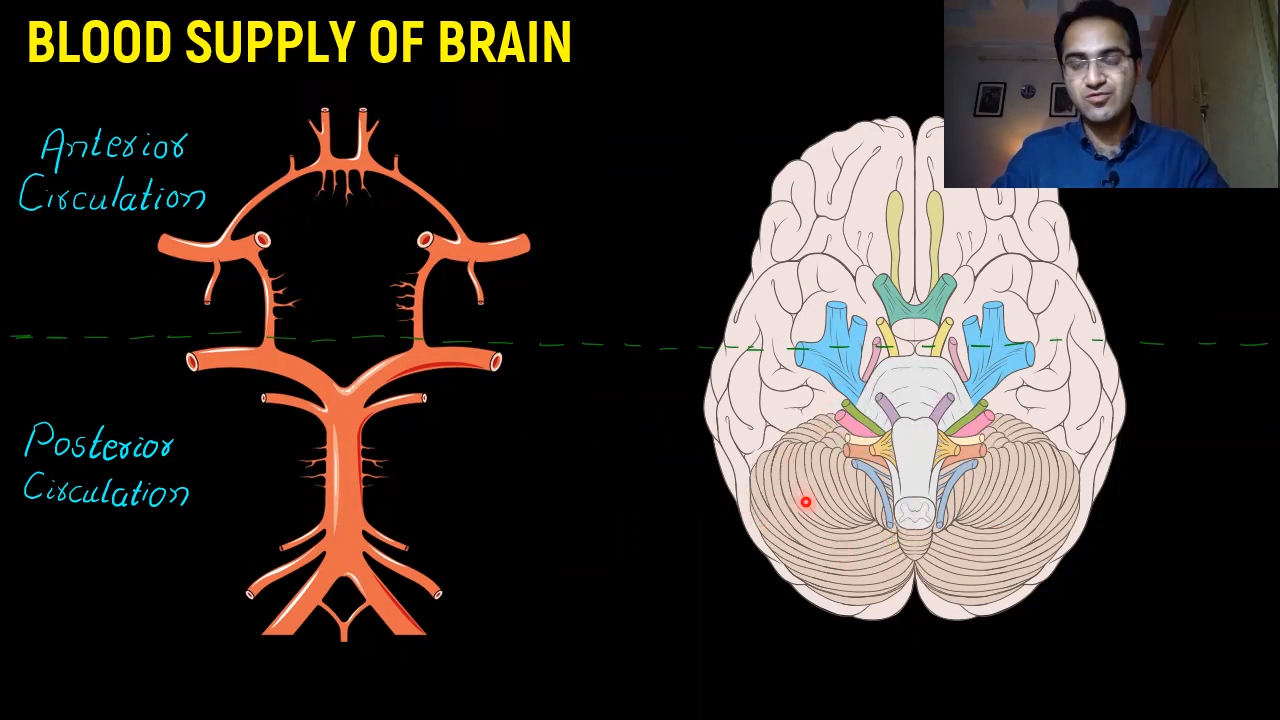 BLOOD SUPPLY OF BRAIN
Anterior
Circulation
Posterior
Circulation